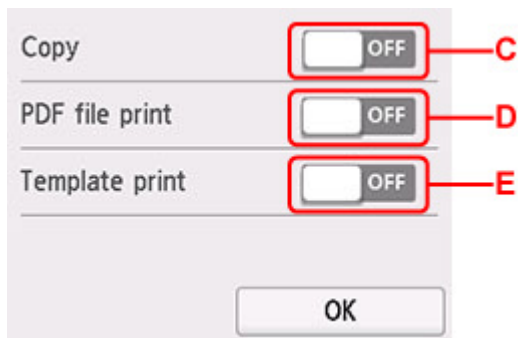 Copy OFF C
PDF file print OFF D
Template print OFF E
OK